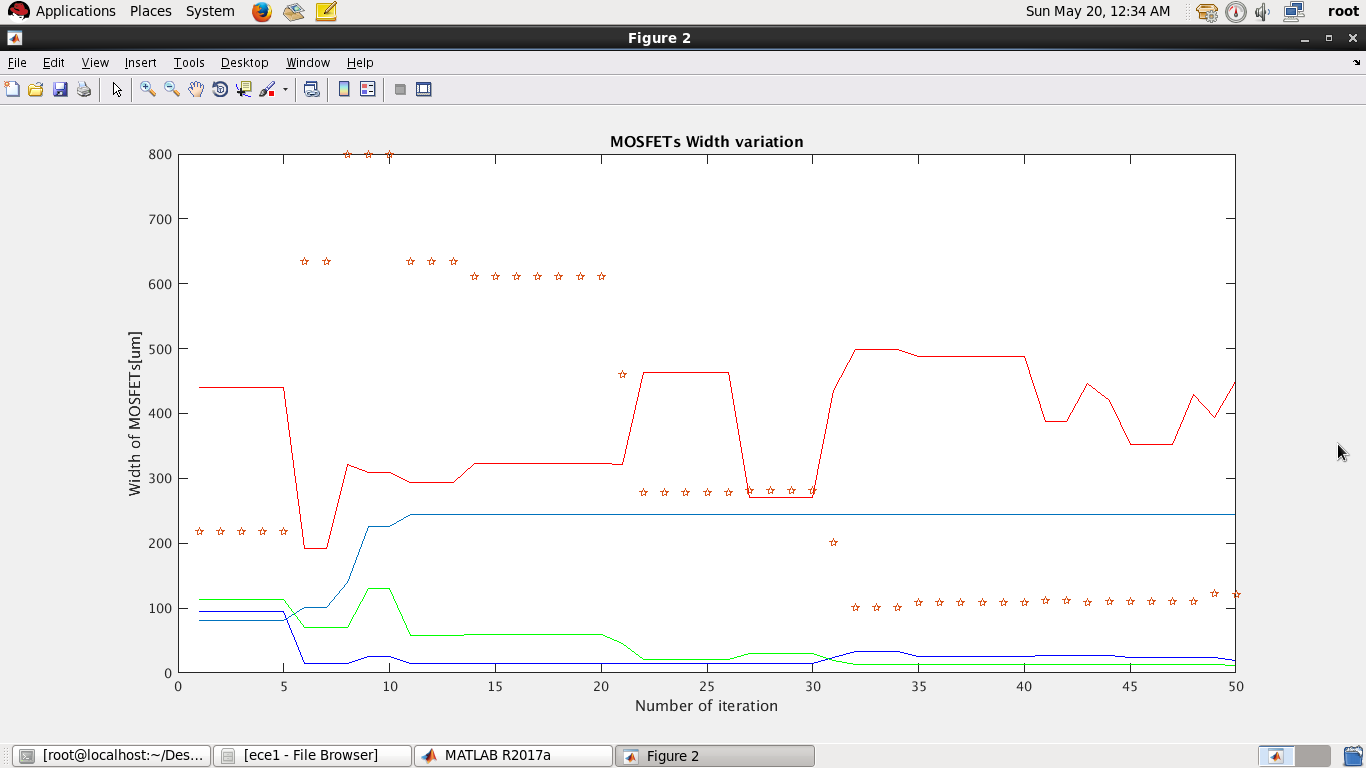 Applications Places System Sun May 20, 12:34 AM root
Figure 2
File Edit View Insert Tools Desktop Window Help
MOSFETs Width variation
800
700
600
500
400
300
200
100
0
Width of MOSFETs[um]
0 5 10 15 20 25 30 35 40 45 50
Number of iteration
[root@localhost:~/Des... [ece1 - File Browser] MATLAB R2017a Figure 2